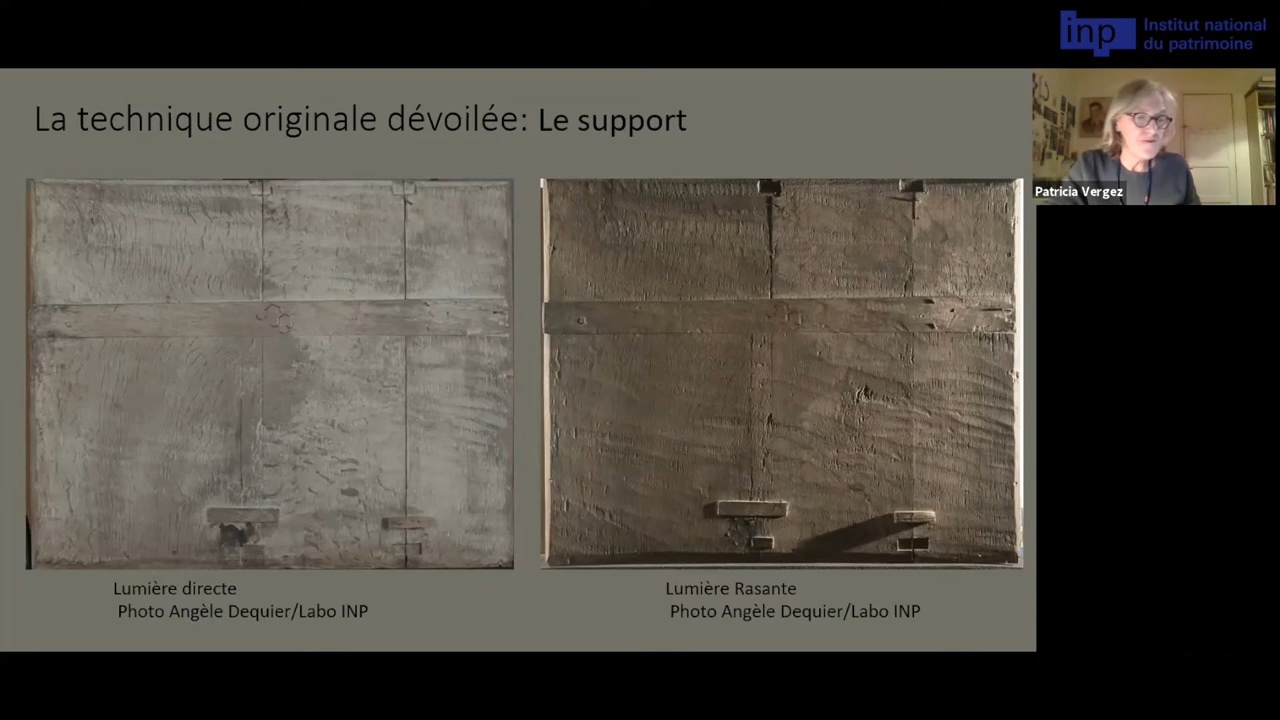 inp
Institut national
du patrimoine
La technique originale dévoilée: Le support
Patricia Vergez
Lumière directe
Photo Angèle Dequier/Labo INP
Lumière Rasante
Photo Angèle Dequier/Labo INP